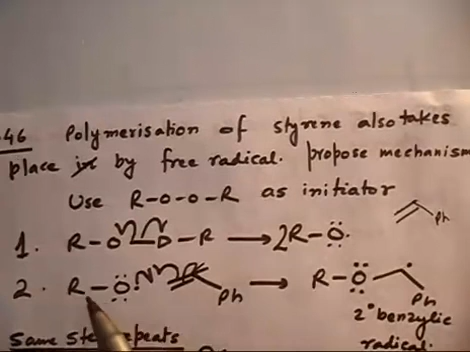 .46 Polymerisation of styrene also takes
place by free radical. Propose mechanism
Use R-O-O-R as initiator
Ph
1. R-O-O-R → 2R-Ö·
2. R-Ö· Ph → R-Ö Ph
2° benzylic
radical.
Same step repeats